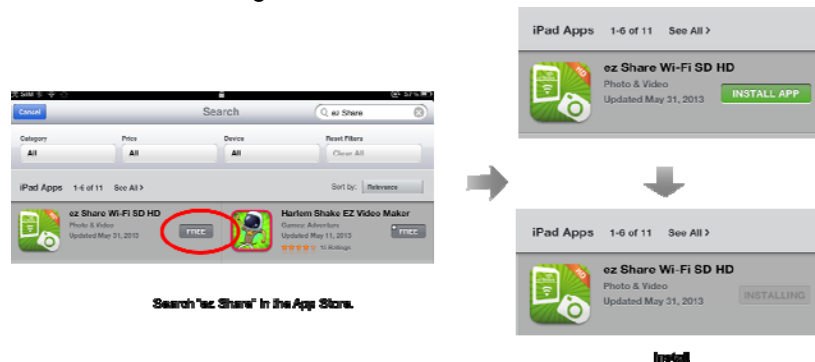 Cancel
Search
ez Share
Category
Price
Device
Reset Filters
All
All
All
Clear All
iPad Apps 1-6 of 11 See All >
Sort by: Relevance
ez Share Wi-Fi SD HD
Photo & Video
Updated May 31, 2013
FREE
Harlem Shake EZ Video Maker
Games: Adventure
Updated May 11, 2013
15 Ratings
FREE
Search "ez Share" in the App Store.
iPad Apps 1-6 of 11 See All >
ez Share Wi-Fi SD HD
Photo & Video
Updated May 31, 2013
INSTALL APP
iPad Apps 1-6 of 11 See All >
ez Share Wi-Fi SD HD
Photo & Video
Updated May 31, 2013
INSTALLING
Install